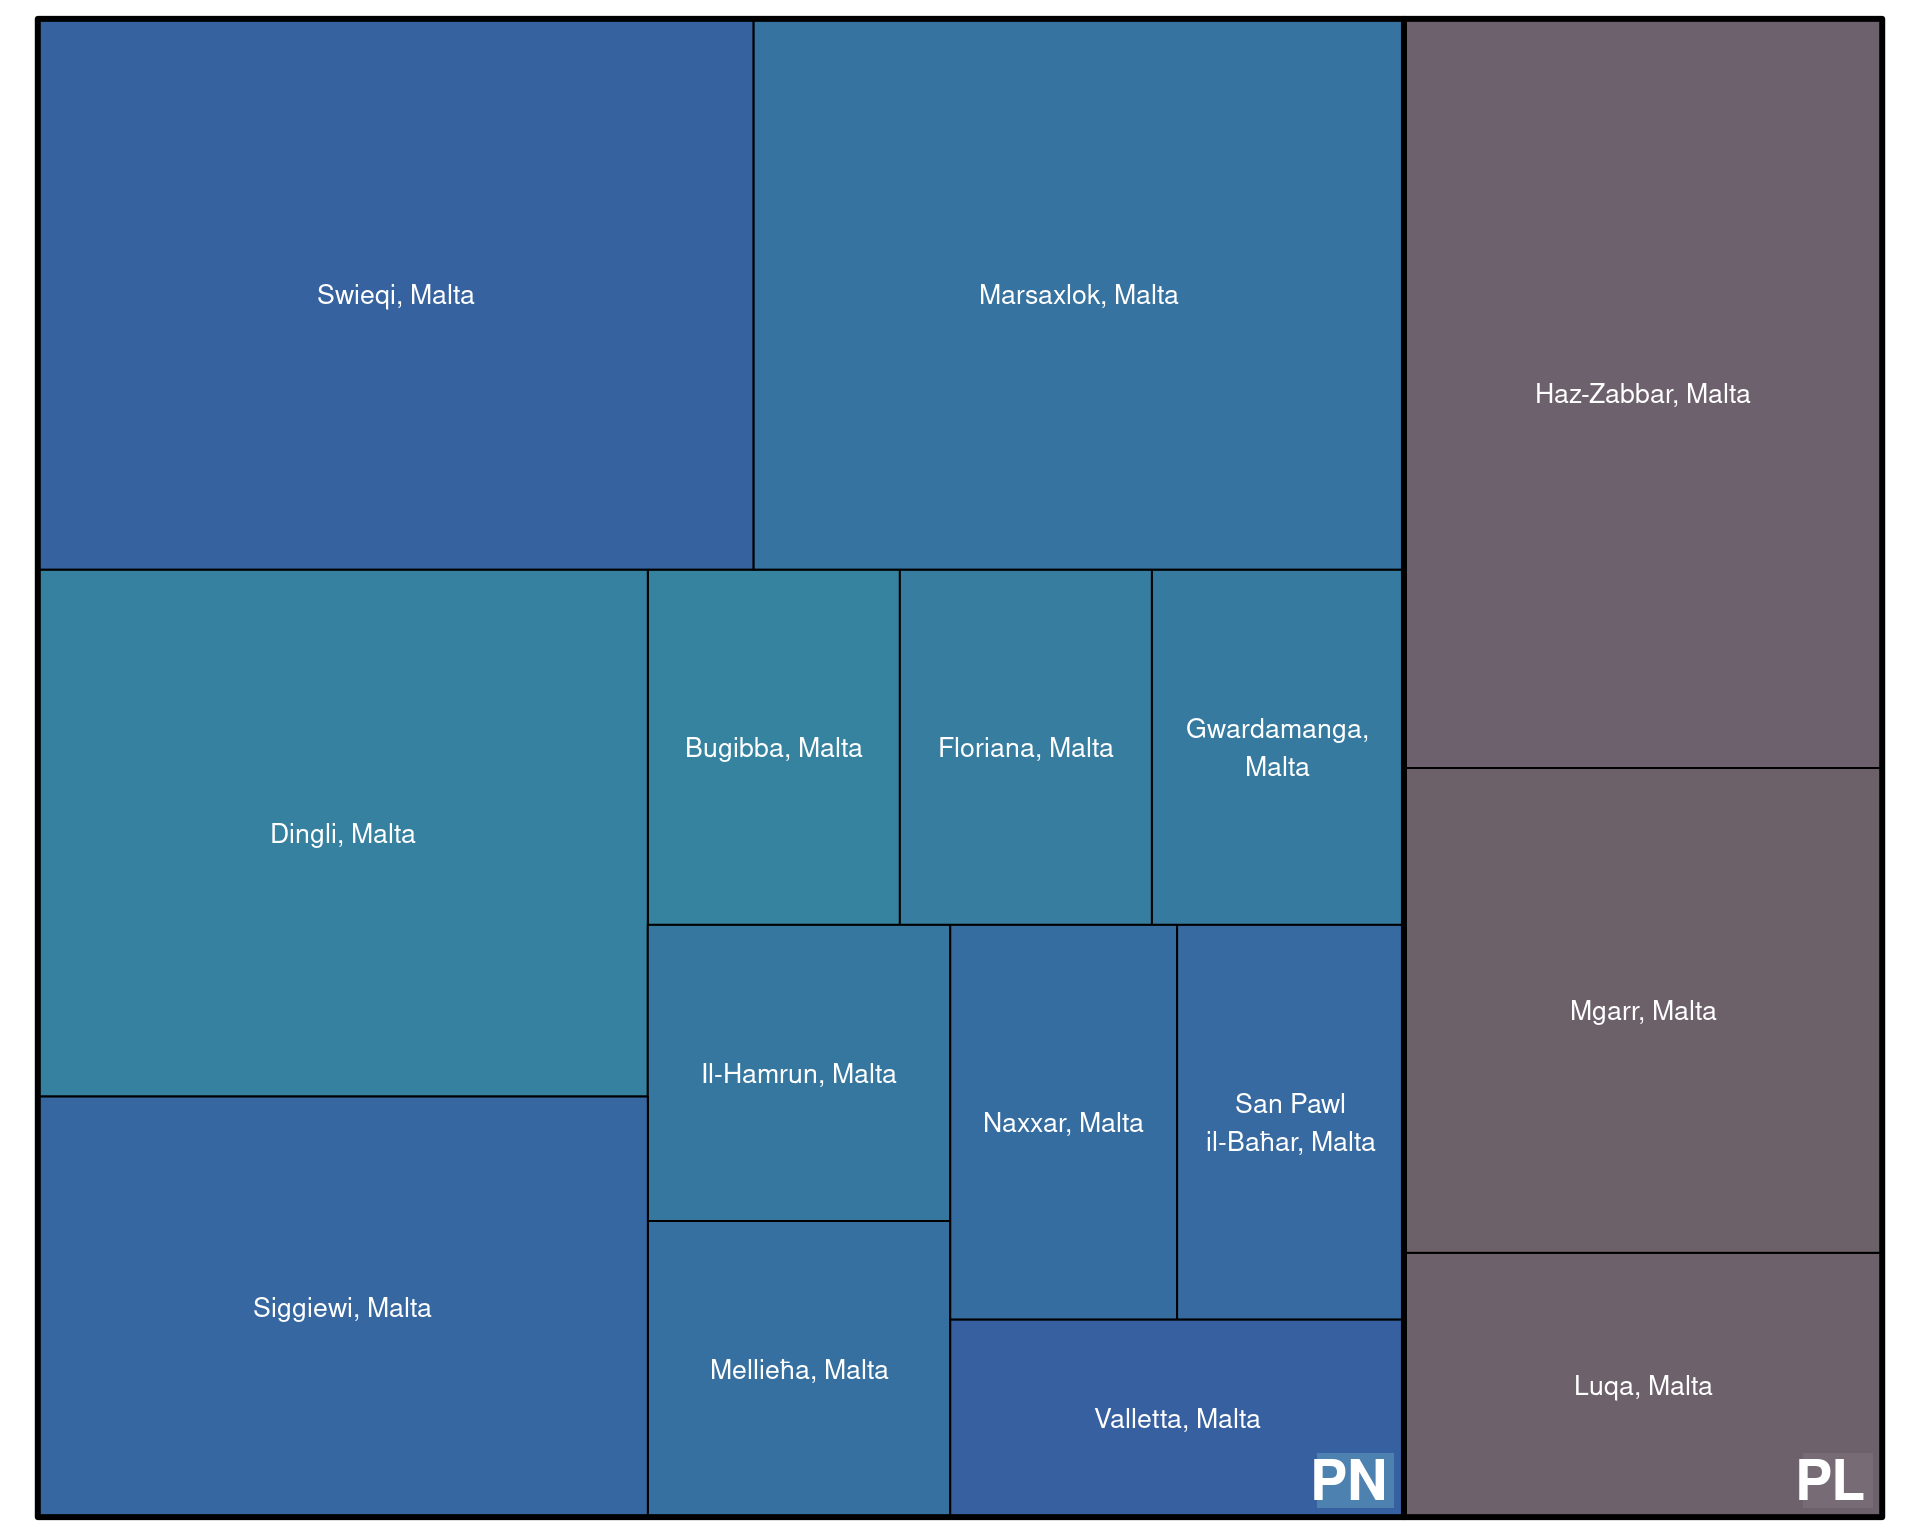 Swieqi, Malta
Marsaxlok, Malta
Haz-Zabbar, Malta
Dingli, Malta
Bugibba, Malta
Floriana, Malta
Gwardamanga,
Malta
Mgarr, Malta
Il-Hamrun, Malta
Naxxar, Malta
San Pawl
il-Baħar, Malta
Siggiewi, Malta
Mellieħa, Malta
Valletta, Malta
Luqa, Malta
PN
PL